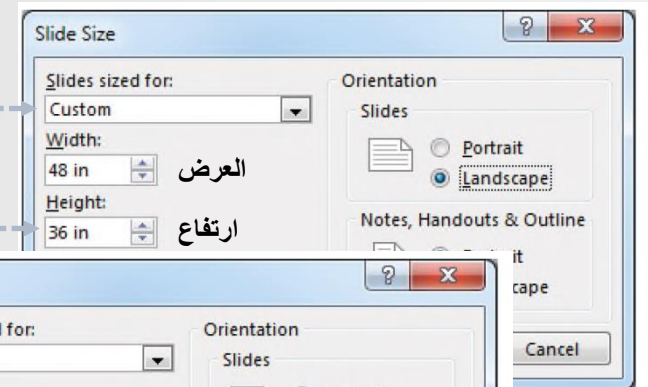 Slide Size
Slides sized for:
Custom
Width:
48 in العرض
Height:
36 in ارتفاع
Orientation
Slides
Portrait
Landscape
Notes, Handouts & Outline
Cancel
for:
Orientation
Slides